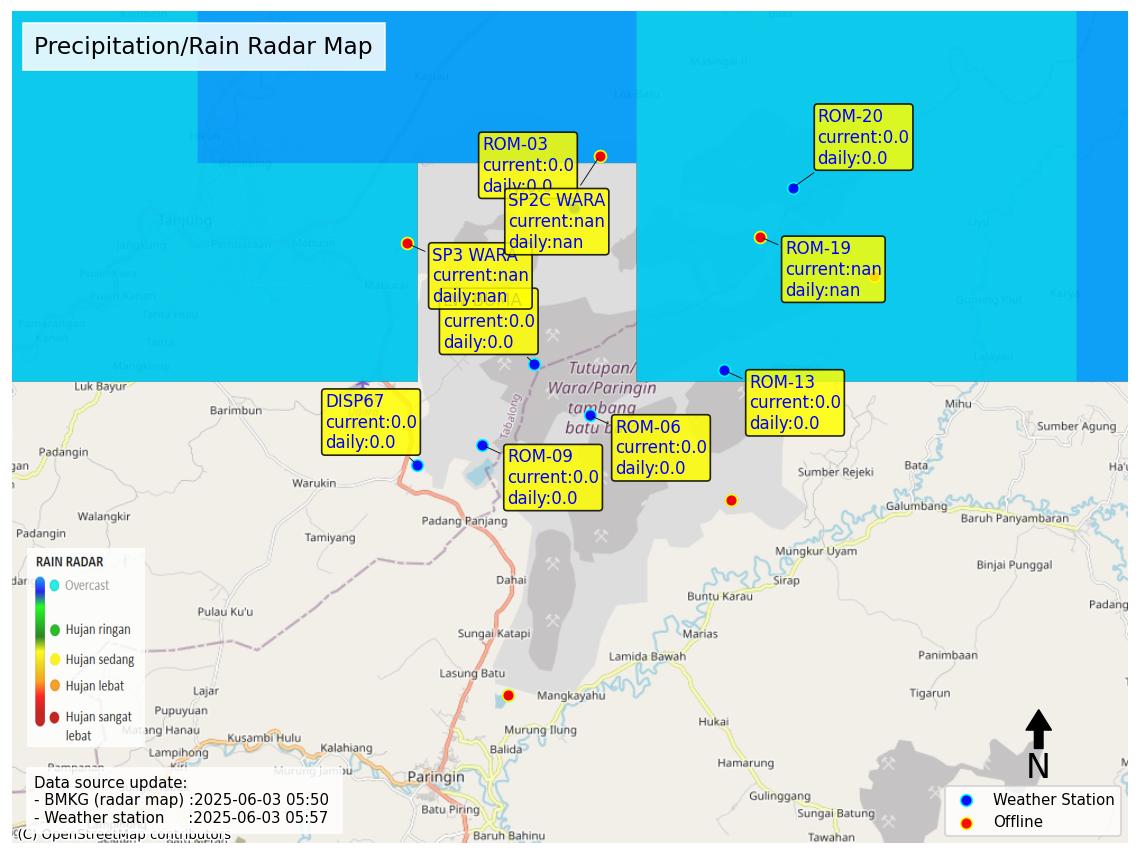 Precipitation/Rain Radar Map
ROM-20
current:0.0
daily:0.0
ROM-03
current:0.0
daily:0.0
SP2C WARA
current:nan
daily:nan
ROM-19
current:nan
daily:nan
SP3 WARA
current:nan
daily:nan
current:0.0
daily:0.0
Tanjung
Tutupan/
Wara/Paringin
tambang
batu
Tabalong
ROM-13
current:0.0
daily:0.0
DISP67
current:0.0
daily:0.0
ROM-06
current:0.0
daily:0.0
ROM-09
current:0.0
daily:0.0
Luk Bayur
Barimbun
Mihu
Sumber Agung
Bata
Sumber Rejeki
Warukin
Galumbang
Baruh Panyambaran
Walangkir
Padang Panjang
Padangin
Tamiyang
Mungkur Uyam
Binjai Punggal
Dahai
Sirap
Buntu Karau
Padang
Pulau Ku'u
Sungai Katapi
Marias
Lamida Bawah
Panimbaan
Lasung Batu
Lajar
Mangkayahu
Tigarun
Pupuyuan
Hukai
Matang Hanau
Murung Ilung
Kusambi Hulu
Lampihong
Kalahiang
Balida
Hamarung
Murung Jambu
Paringin
Gulinggang
Batu Piring
Sungai Batung
Baruh Bahinu
Tawahan
RAIN RADAR
Overcast
Hujan ringan
Hujan sedang
Hujan lebat
Hujan sangat
lebat
Data source update:
- BMKG (radar map) :2025-06-03 05:50
- Weather station :2025-06-03 05:57
(C) OpenStreetMap contributors
N
Weather Station
Offline